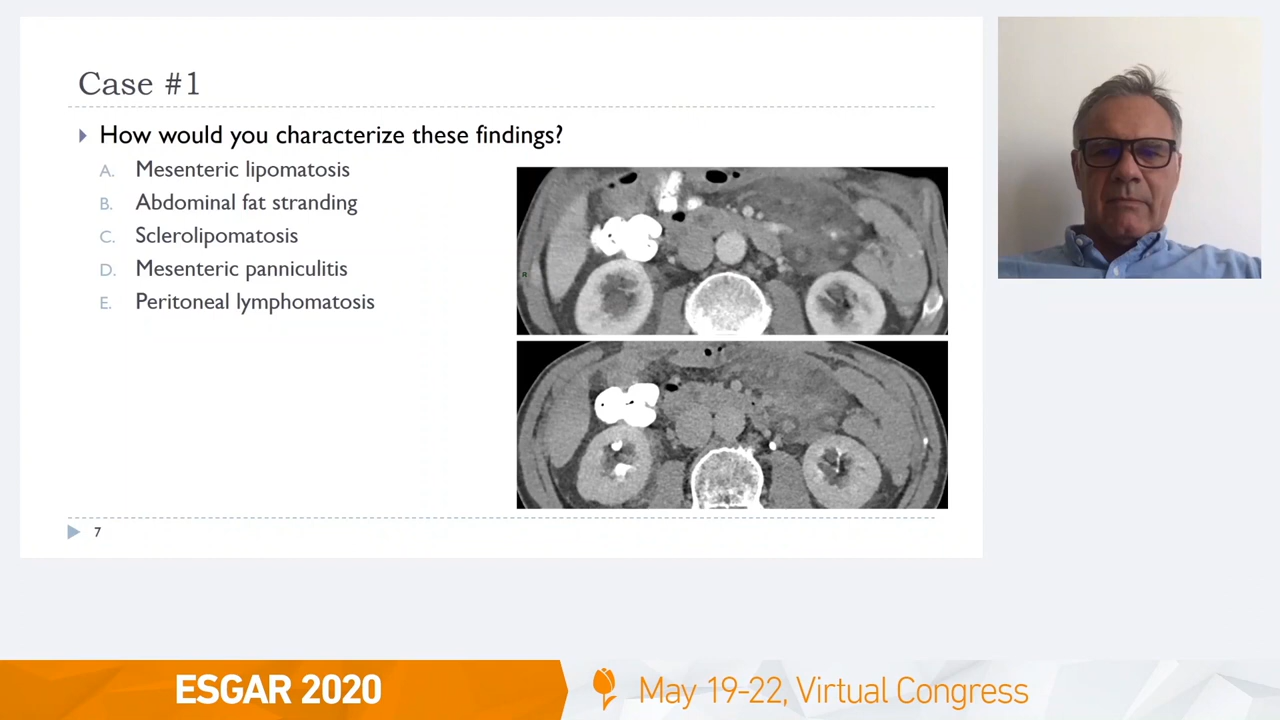 Case #1
How would you characterize these findings?
A. Mesenteric lipomatosis
B. Abdominal fat stranding
C. Sclerolipomatosis
D. Mesenteric panniculitis
E. Peritoneal lymphomatosis
R
7
ESGAR 2020
May 19-22, Virtual Congress